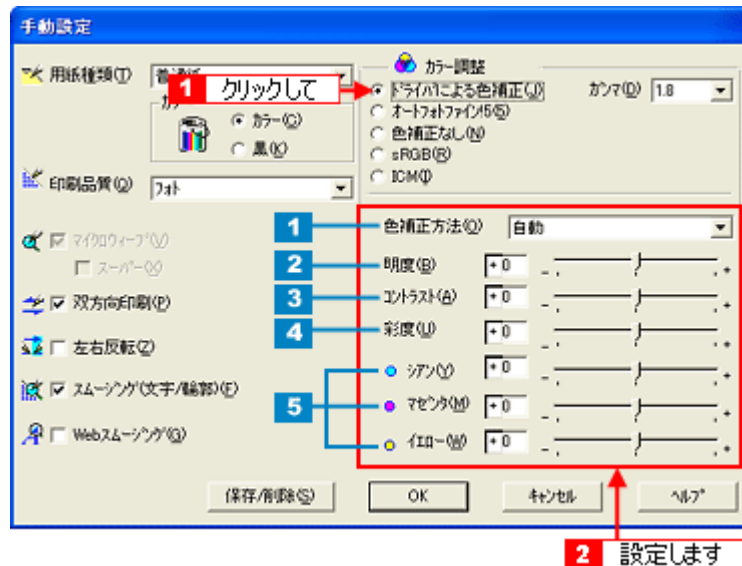 手動設定
用紙種類(T)
1 クリックして
カラー(C)
黒(K)
印刷品質(Q) フォト
マイクロウィーブ(V)
スーパー(X)
双方向印刷(P)
左右反転(Z)
スムージング(文字/輪郭)(F)
Webスムージング(G)
カラー調整
ドライバによる色補正(J)
ガンマ(D) 1.8
オートフォトファイン!5(5)
色補正なし(N)
sRGB(R)
ICM(I)
1 色補正方法(O) 自動
2 明度(B) +0 - +
3 コントラスト(A) +0 - +
4 彩度(U) +0 - +
5
シアン(Y) +0 - +
マゼンタ(M) +0 - +
イエロー(W) +0 - +
保存/削除(S) OK キャンセル ヘルプ
2 設定します